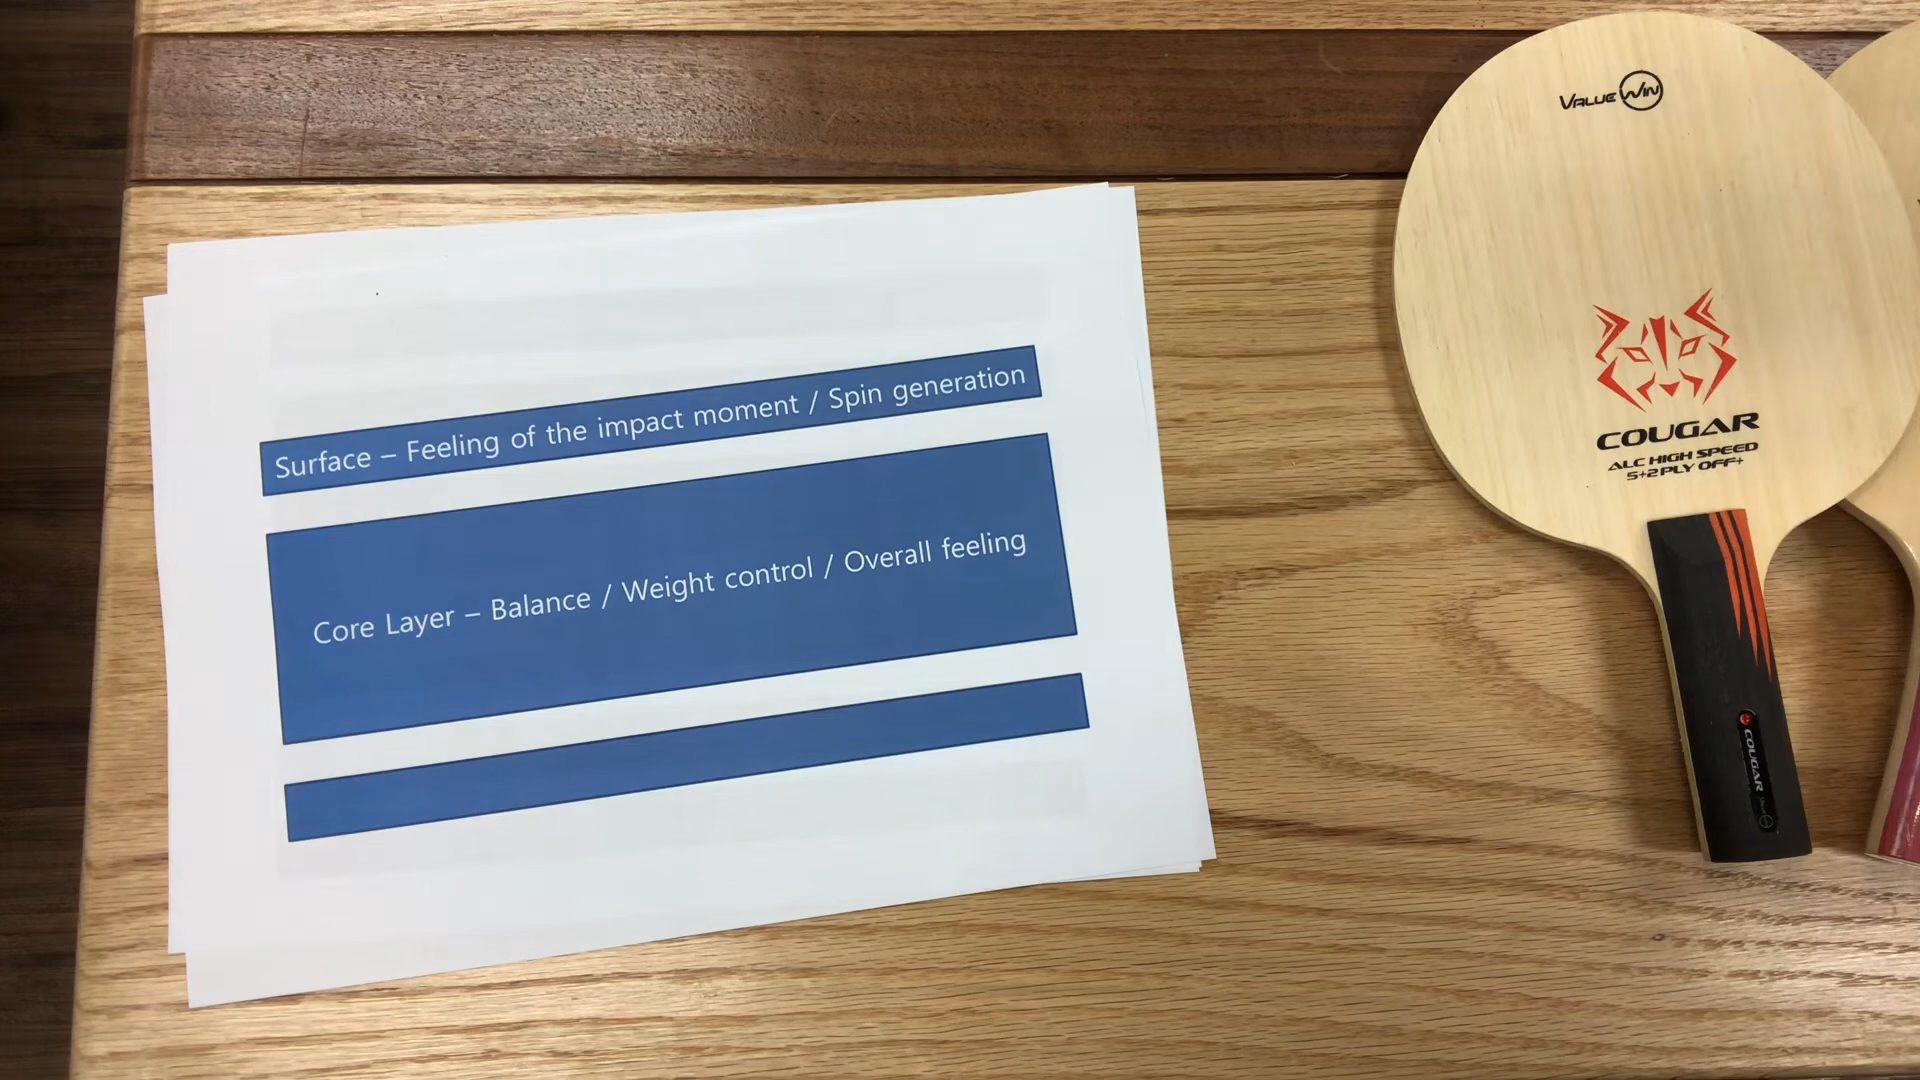 Surface – Feeling of the impact moment / Spin generation
Core Layer – Balance / Weight control / Overall feeling
VALUE WIN
COUGAR
ALC HIGH SPEED
5+2 PLY OFF+
COUGAR